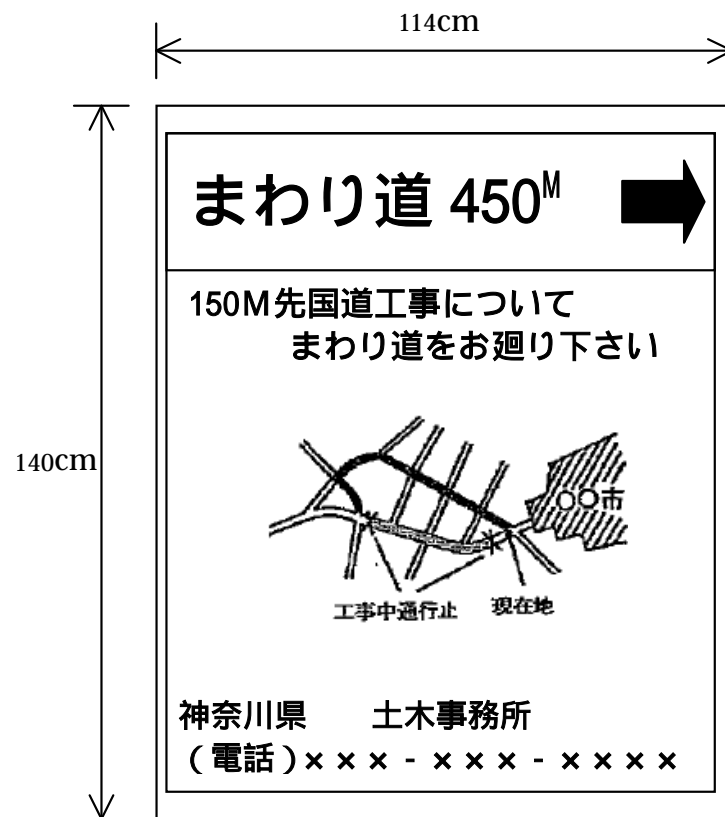 114cm
まわり道 450M
150M先国道工事について
まわり道をお廻り下さい
140cm
〇〇市
工事中通行止 現在地
神奈川県 土木事務所
(電話)×××-×××-××××